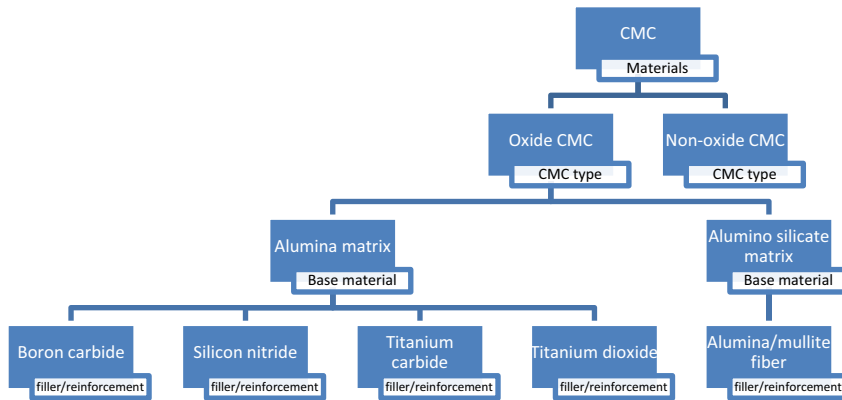 CMC
Materials
Oxide CMC
CMC type
Non-oxide CMC
CMC type
Alumina matrix
Base material
Alumino silicate
matrix
Base material
Boron carbide
filler/reinforcement
Silicon nitride
filler/reinforcement
Titanium
carbide
filler/reinforcement
Titanium dioxide
filler/reinforcement
Alumina/mullite
fiber
filler/reinforcement